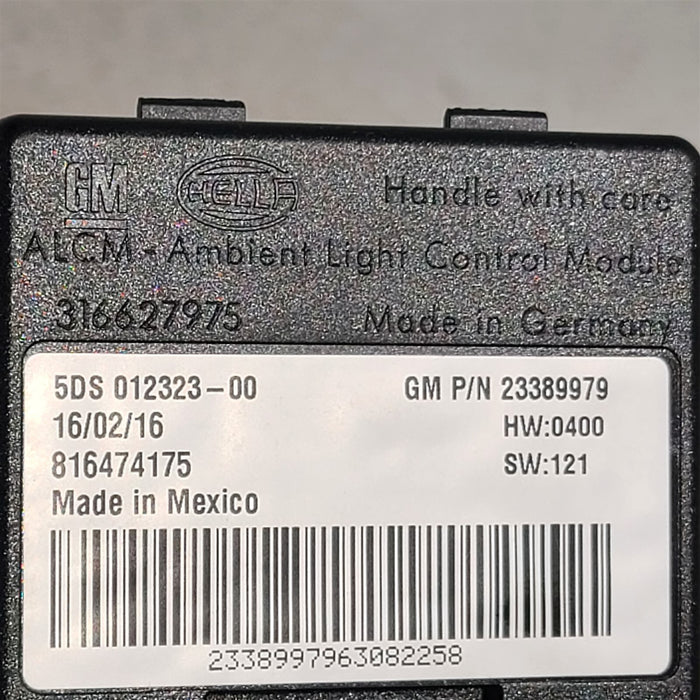 GM HELLA Handle with care
ALCM - Ambient Light Control Module
316627975 Made in Germany
5DS 012323-00 GM P/N 23389979
16/02/16 HW:0400
816474175 SW:121
Made in Mexico
2338997963082258